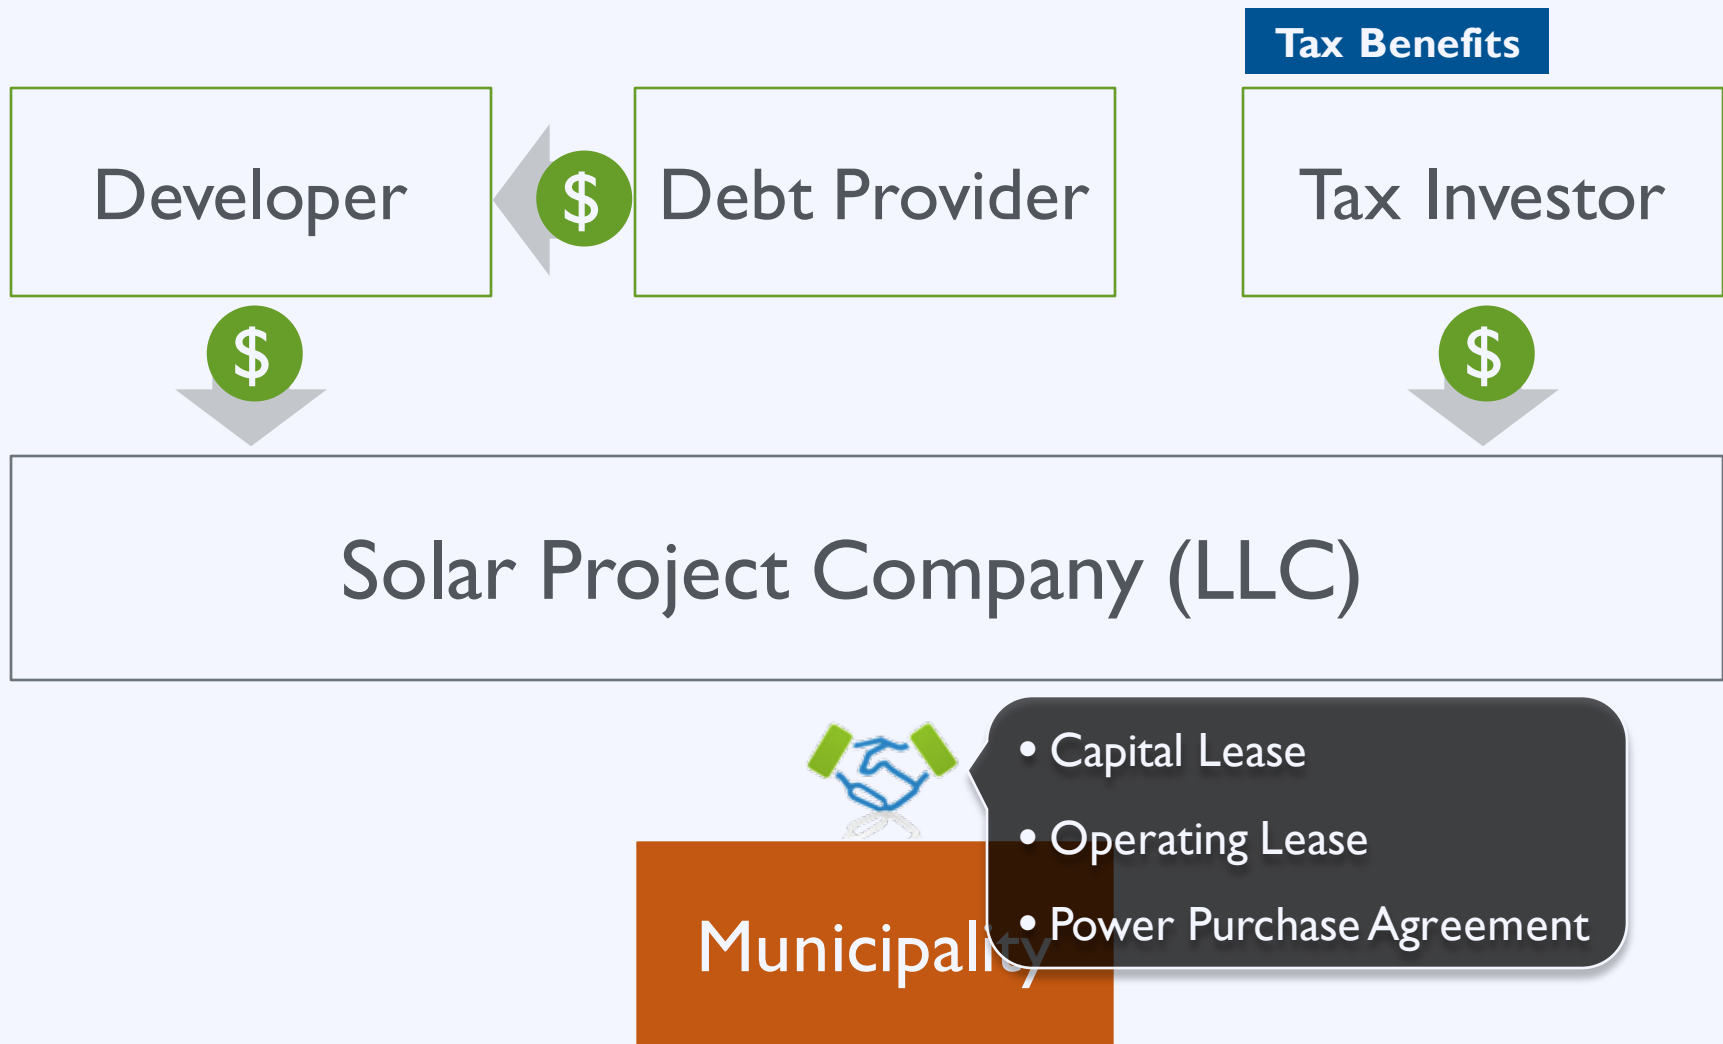 Tax Benefits
Developer
$
Debt Provider
Tax Investor
$
$
Solar Project Company (LLC)
• Capital Lease
• Operating Lease
• Power Purchase Agreement
Municipality